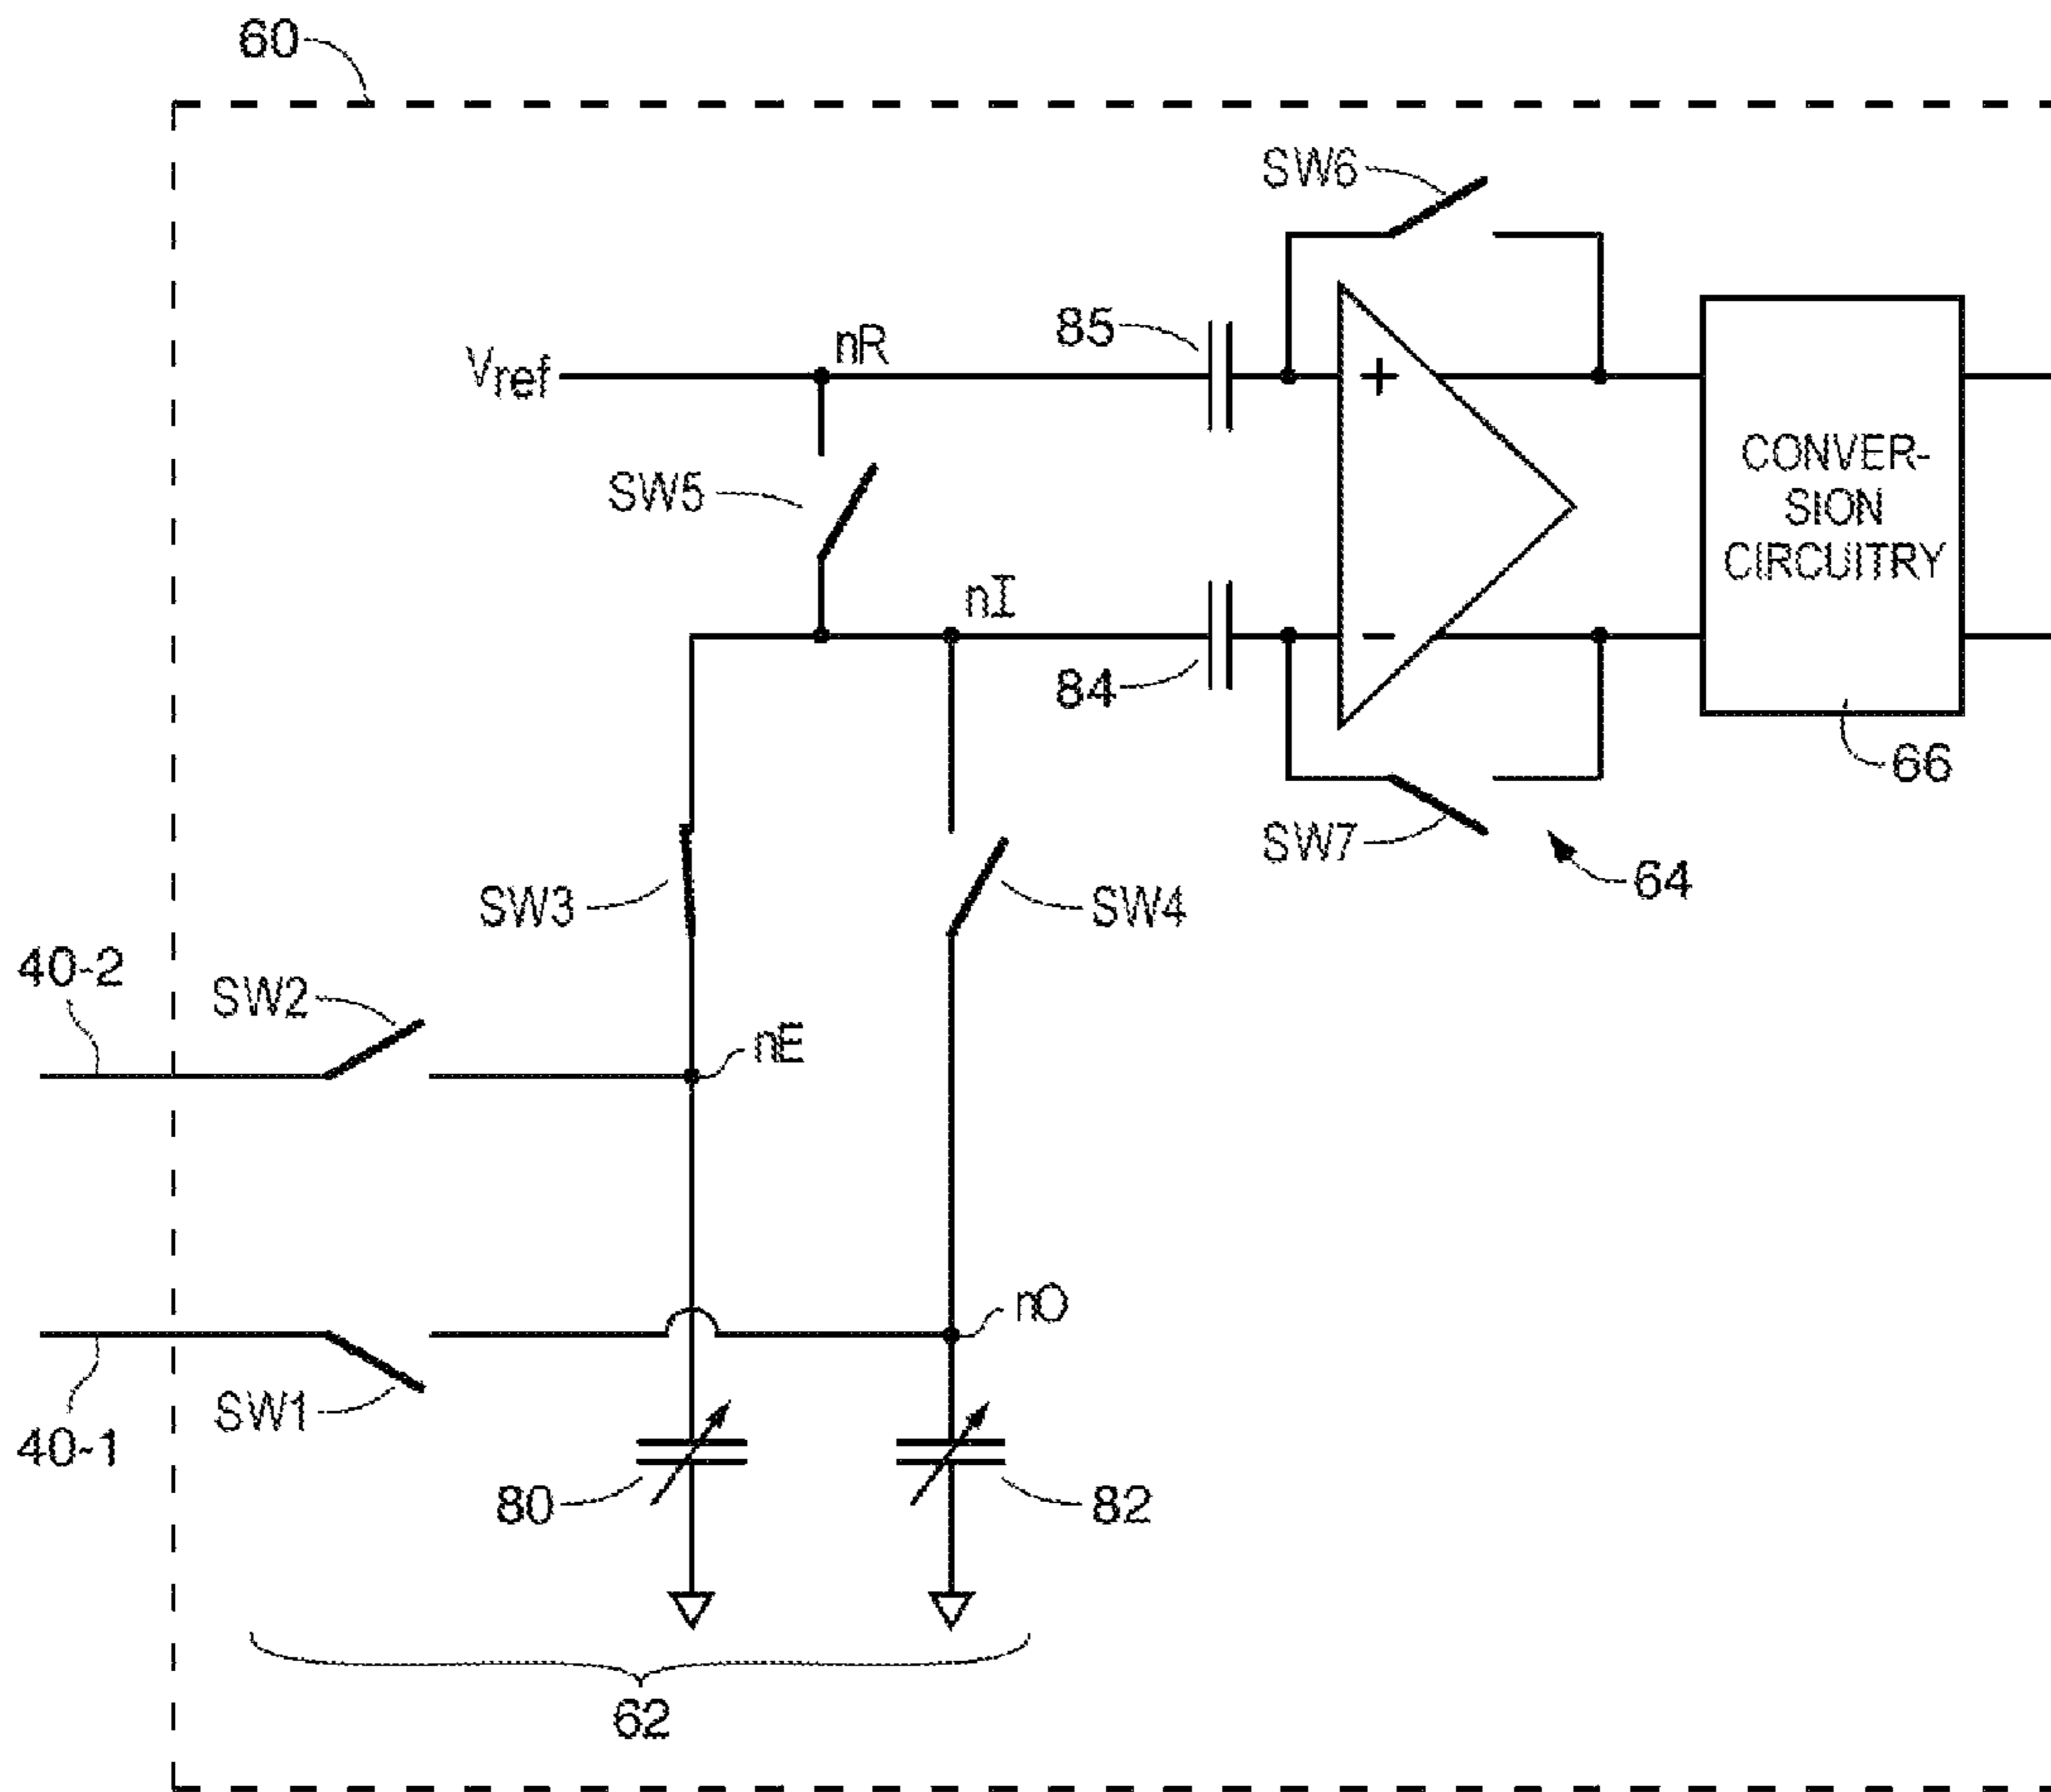 60
SW6
85
nR
Vref
SW5
CONVER-
SION
CIRCUITRY
nI
84
66
SW7
64
SW3
SW4
40-2
SW2
nE
nO
40-1
SW1
80
82
62